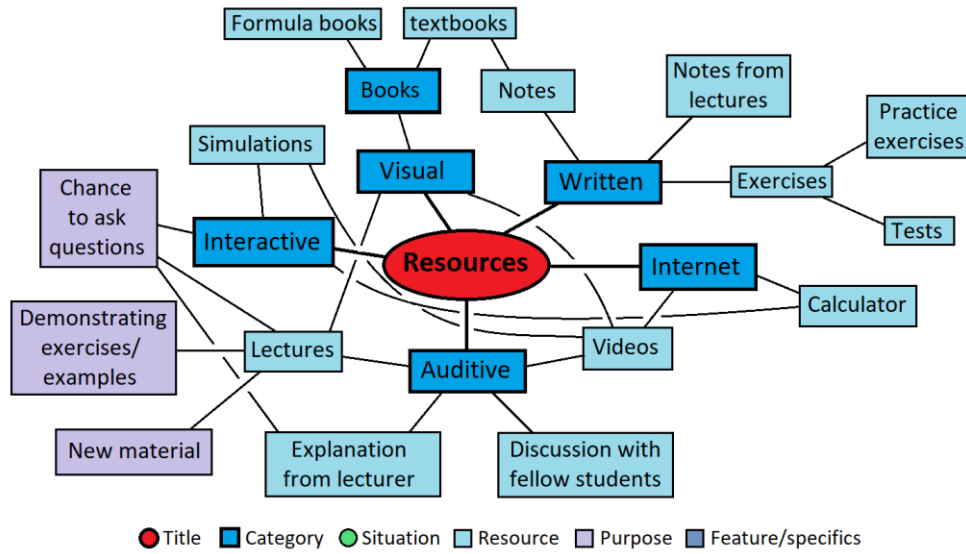 Formula books
textbooks
Books
Notes
Notes from
lectures
Practice
exercises
Simulations
Visual
Written
Exercises
Chance
to ask
questions
Tests
Interactive
Resources
Internet
Calculator
Demonstrating
exercises/
examples
Lectures
Videos
Auditive
New material
Explanation
from lecturer
Discussion with
fellow students
Title Category Situation Resource Purpose Feature/specifics